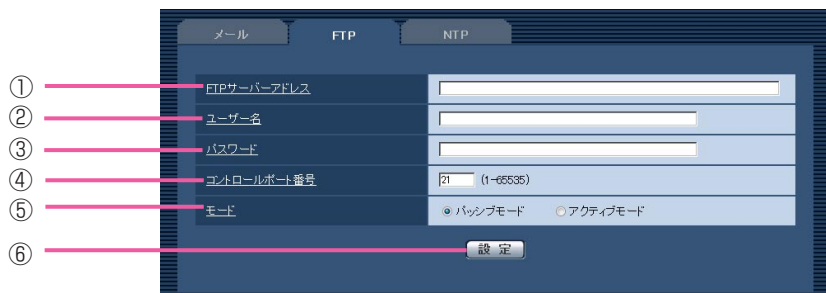 メール FTP NTP
① FTPサーバーアドレス
② ユーザー名
③ パスワード
④ コントロールポート番号 21 (1-65535)
⑤ モード パッシブモード アクティブモード
⑥ 設定